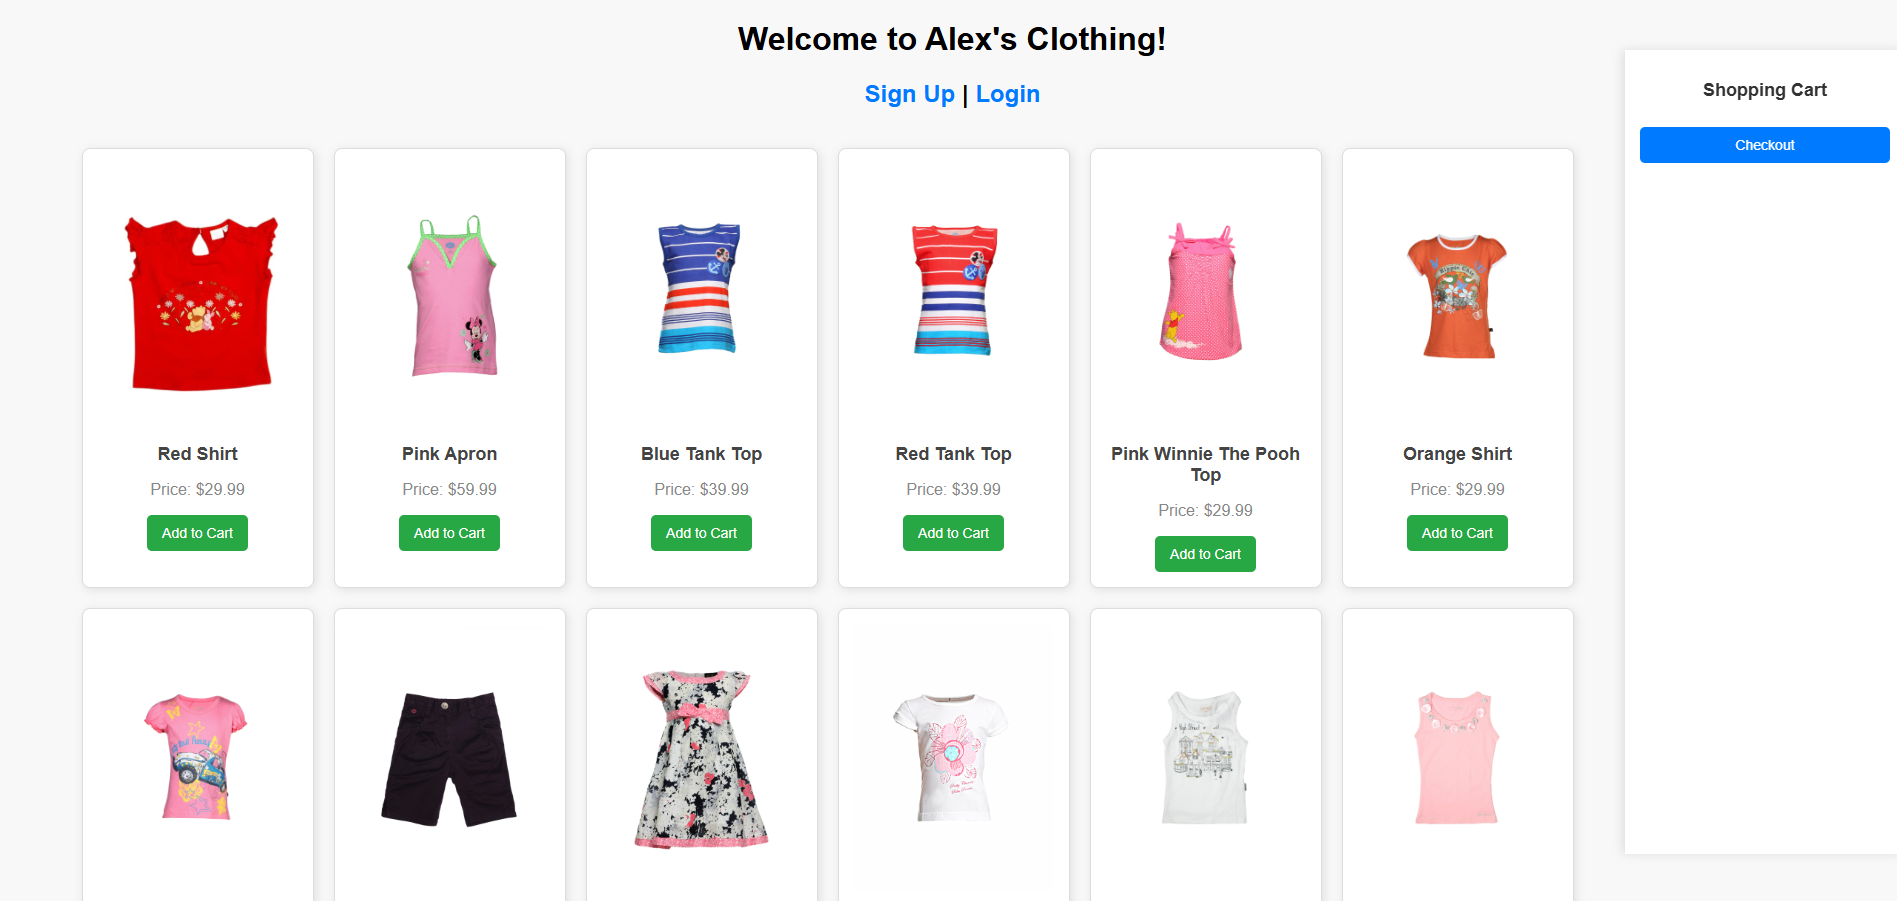 Welcome to Alex's Clothing!
Sign Up | Login
Shopping Cart
Checkout
Red Shirt
Price: $29.99
Add to Cart
Pink Apron
Price: $59.99
Add to Cart
Blue Tank Top
Price: $39.99
Add to Cart
Red Tank Top
Price: $39.99
Add to Cart
Pink Winnie The Pooh
Top
Price: $29.99
Add to Cart
Orange Shirt
Price: $29.99
Add to Cart